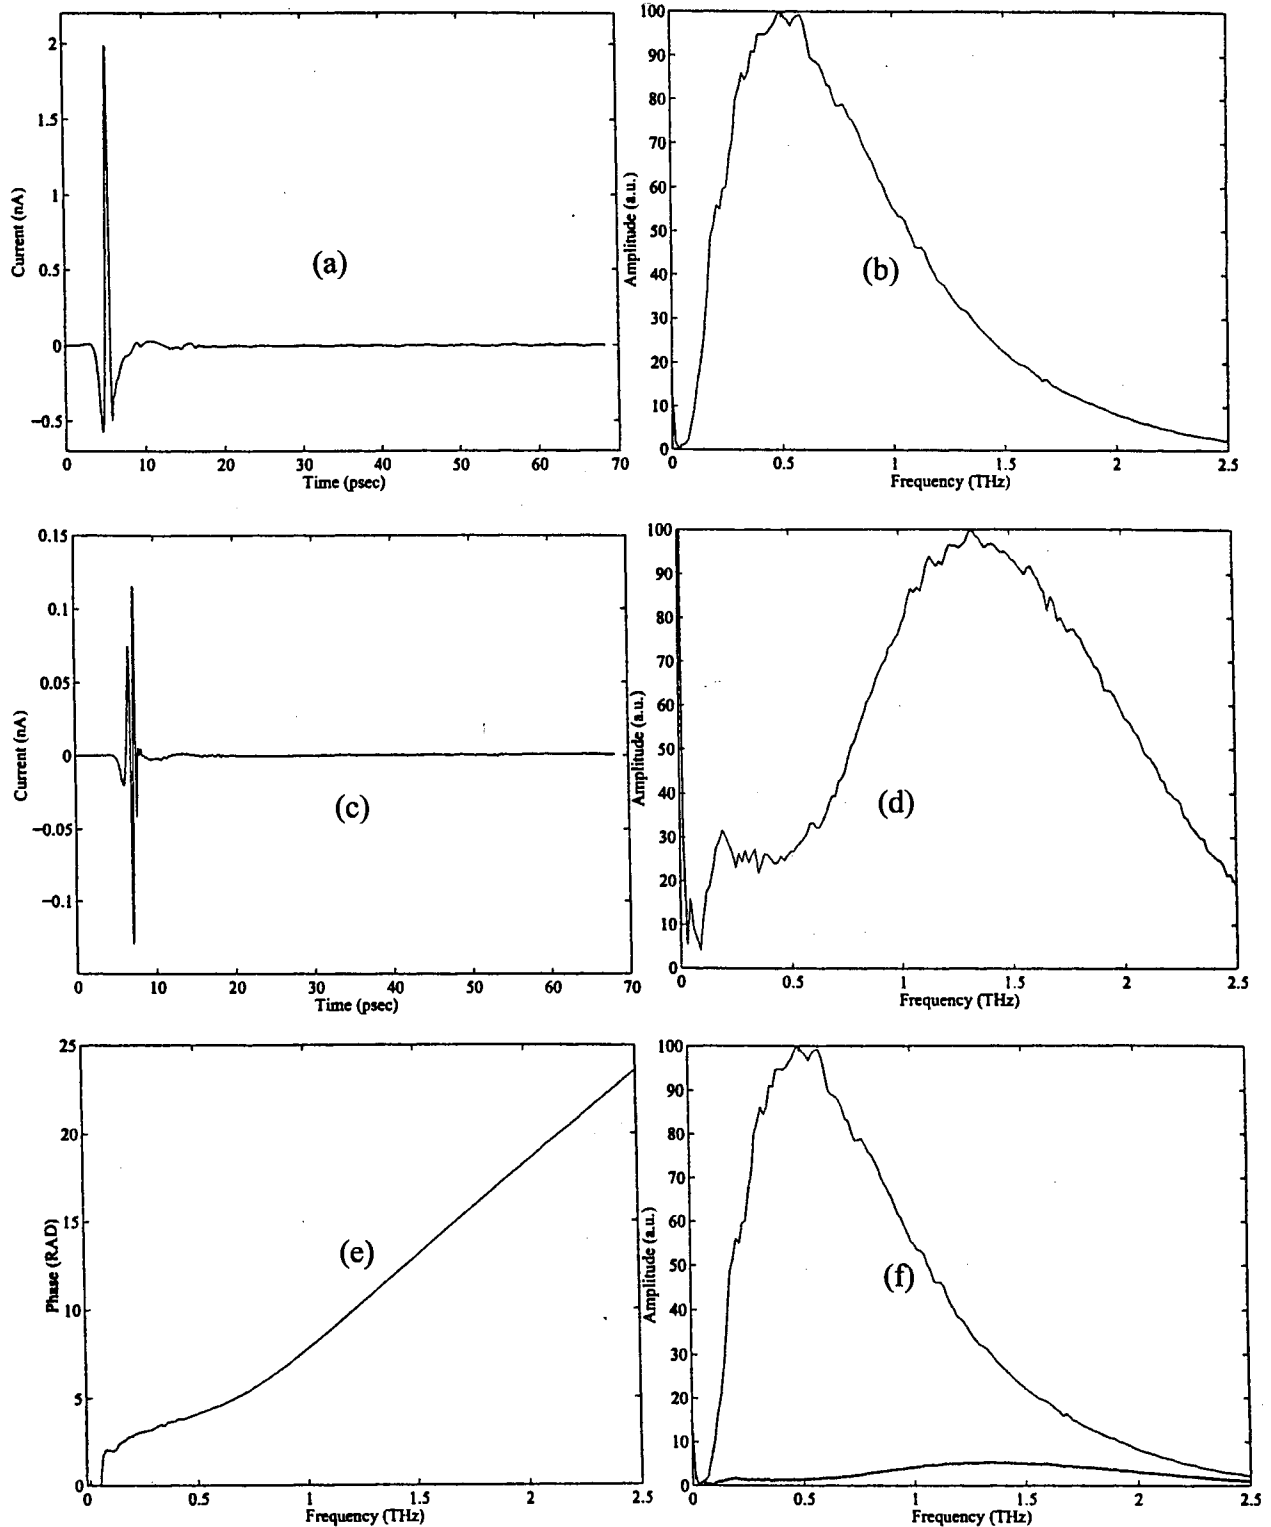 2
1.5
1
0.5
0
−0.5
Current (nA)
(a)
0 10 20 30 40 50 60 70
Time (psec)
100
90
80
70
60
50
40
30
20
10
0
Amplitude (a.u.)
(b)
0 0.5 1 1.5 2 2.5
Frequency (THz)
0.15
0.1
0.05
0
−0.05
−0.1
Current (nA)
(c)
0 10 20 30 40 50 60 70
Time (psec)
100
90
80
70
60
50
40
30
20
10
0
Amplitude (a.u.)
(d)
0 0.5 1 1.5 2 2.5
Frequency (THz)
25
20
15
10
5
0
Phase (RAD)
(e)
0 0.5 1 1.5 2 2.5
Frequency (THz)
100
90
80
70
60
50
40
30
20
10
0
Amplitude (a.u.)
(f)
0 0.5 1 1.5 2 2.5
Frequency (THz)